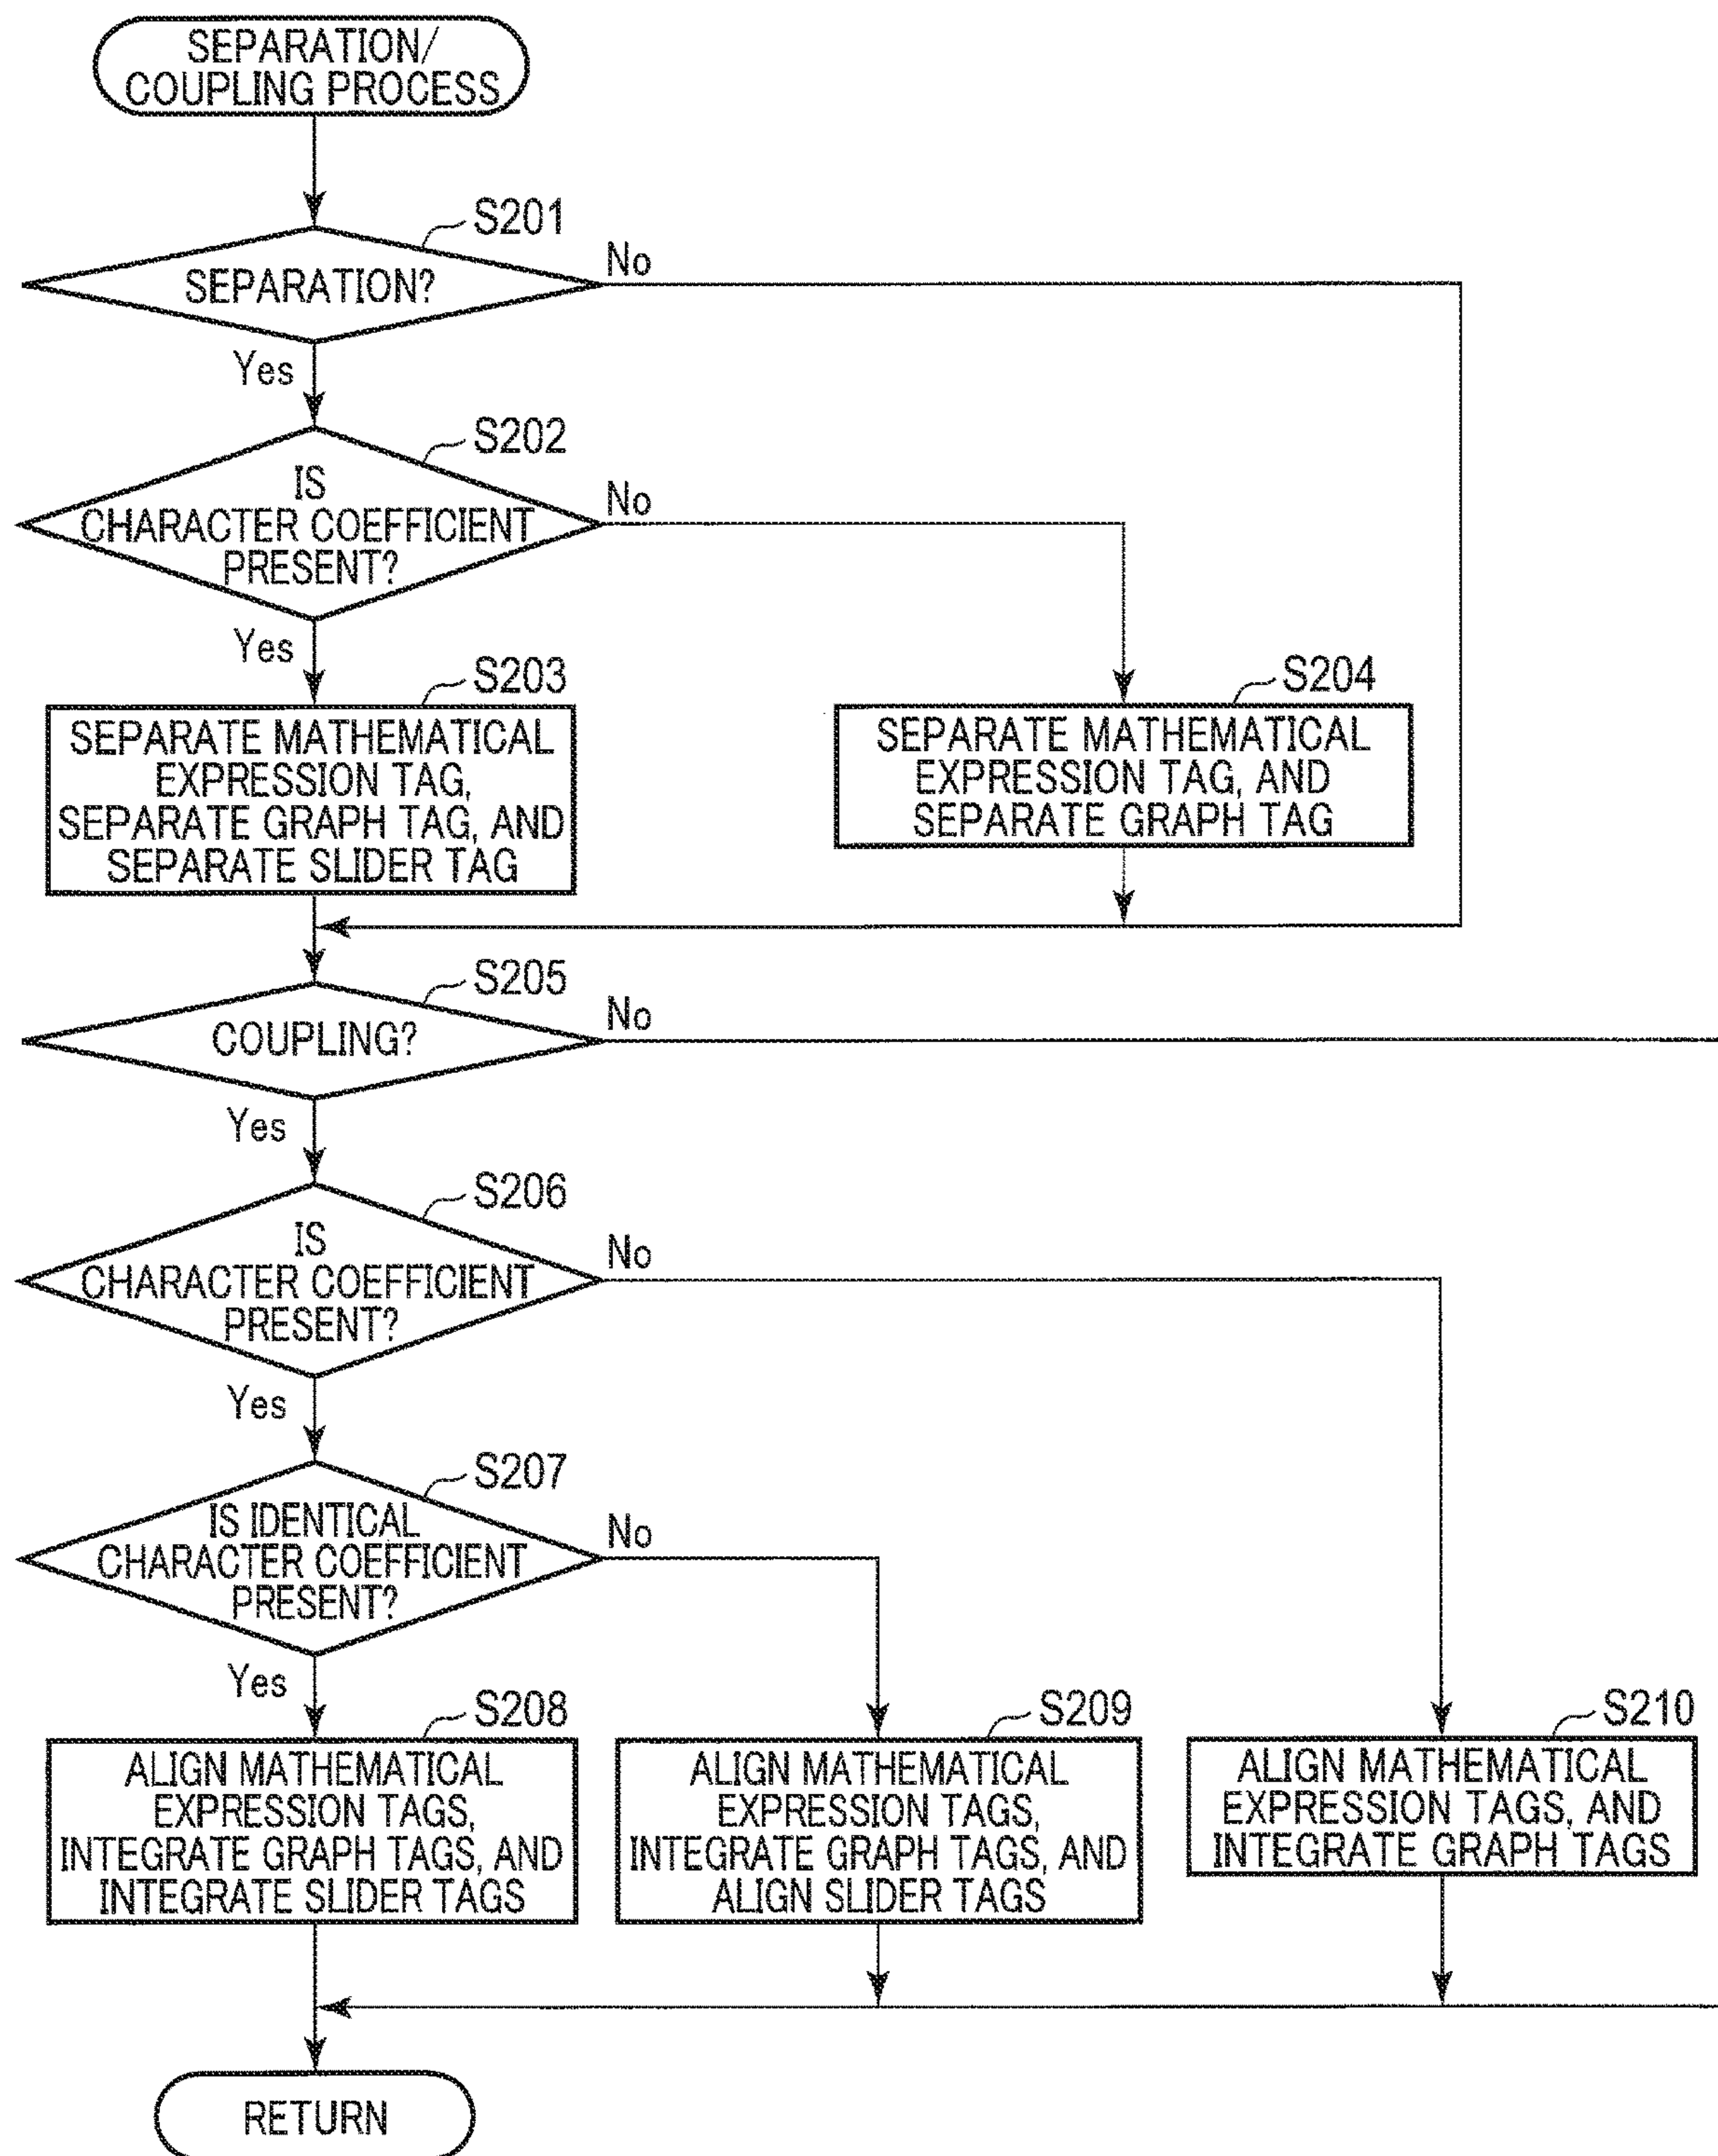 SEPARATION/
COUPLING PROCESS
S201
SEPARATION?
No
Yes
S202
IS
CHARACTER COEFFICIENT
PRESENT?
No
Yes
S203
SEPARATE MATHEMATICAL
EXPRESSION TAG,
SEPARATE GRAPH TAG, AND
SEPARATE SLIDER TAG
S204
SEPARATE MATHEMATICAL
EXPRESSION TAG, AND
SEPARATE GRAPH TAG
S205
COUPLING?
No
Yes
S206
IS
CHARACTER COEFFICIENT
PRESENT?
No
Yes
S207
IS IDENTICAL
CHARACTER COEFFICIENT
PRESENT?
No
Yes
S208
ALIGN MATHEMATICAL
EXPRESSION TAGS,
INTEGRATE GRAPH TAGS, AND
INTEGRATE SLIDER TAGS
S209
ALIGN MATHEMATICAL
EXPRESSION TAGS,
INTEGRATE GRAPH TAGS, AND
ALIGN SLIDER TAGS
S210
ALIGN MATHEMATICAL
EXPRESSION TAGS, AND
INTEGRATE GRAPH TAGS
RETURN